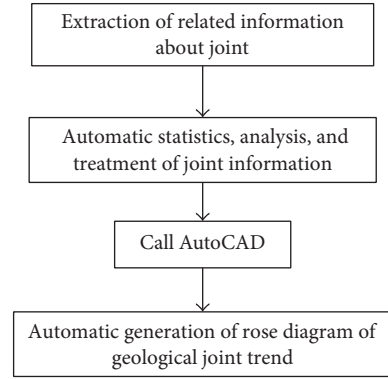 Extraction of related information
about joint
Automatic statistics, analysis, and
treatment of joint information
Call AutoCAD
Automatic generation of rose diagram of
geological joint trend